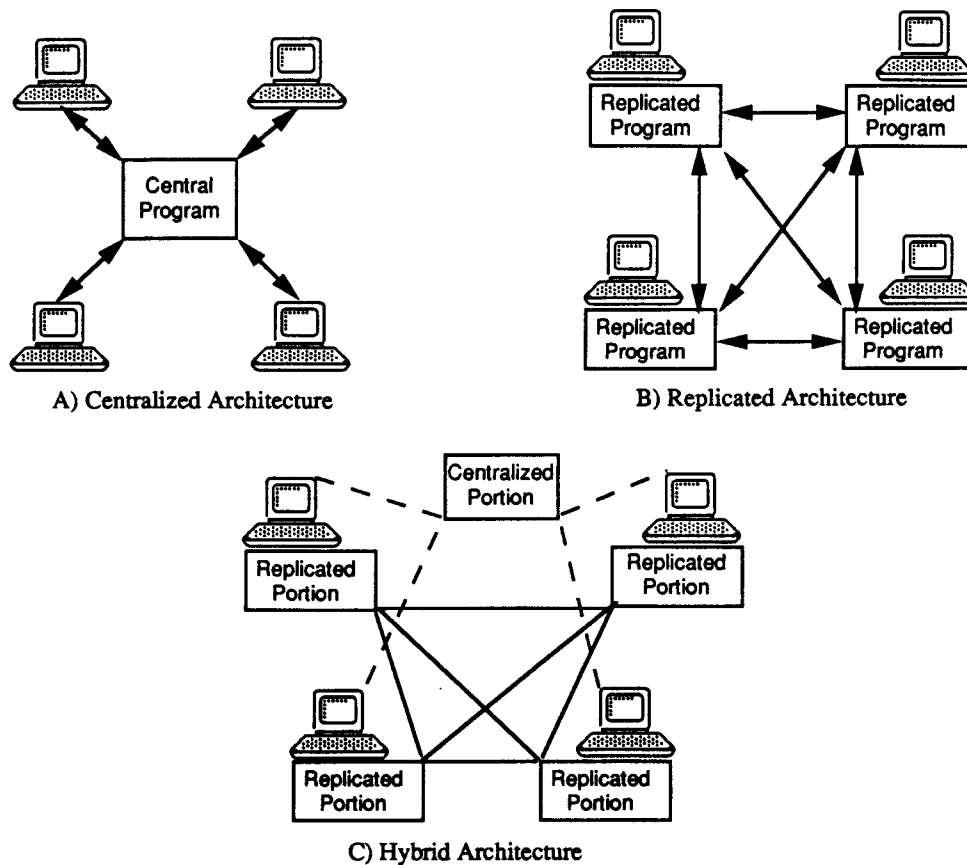 Central
Program
A) Centralized Architecture
Replicated
Program
Replicated
Program
Replicated
Program
Replicated
Program
B) Replicated Architecture
Centralized
Portion
Replicated
Portion
Replicated
Portion
Replicated
Portion
Replicated
Portion
C) Hybrid Architecture